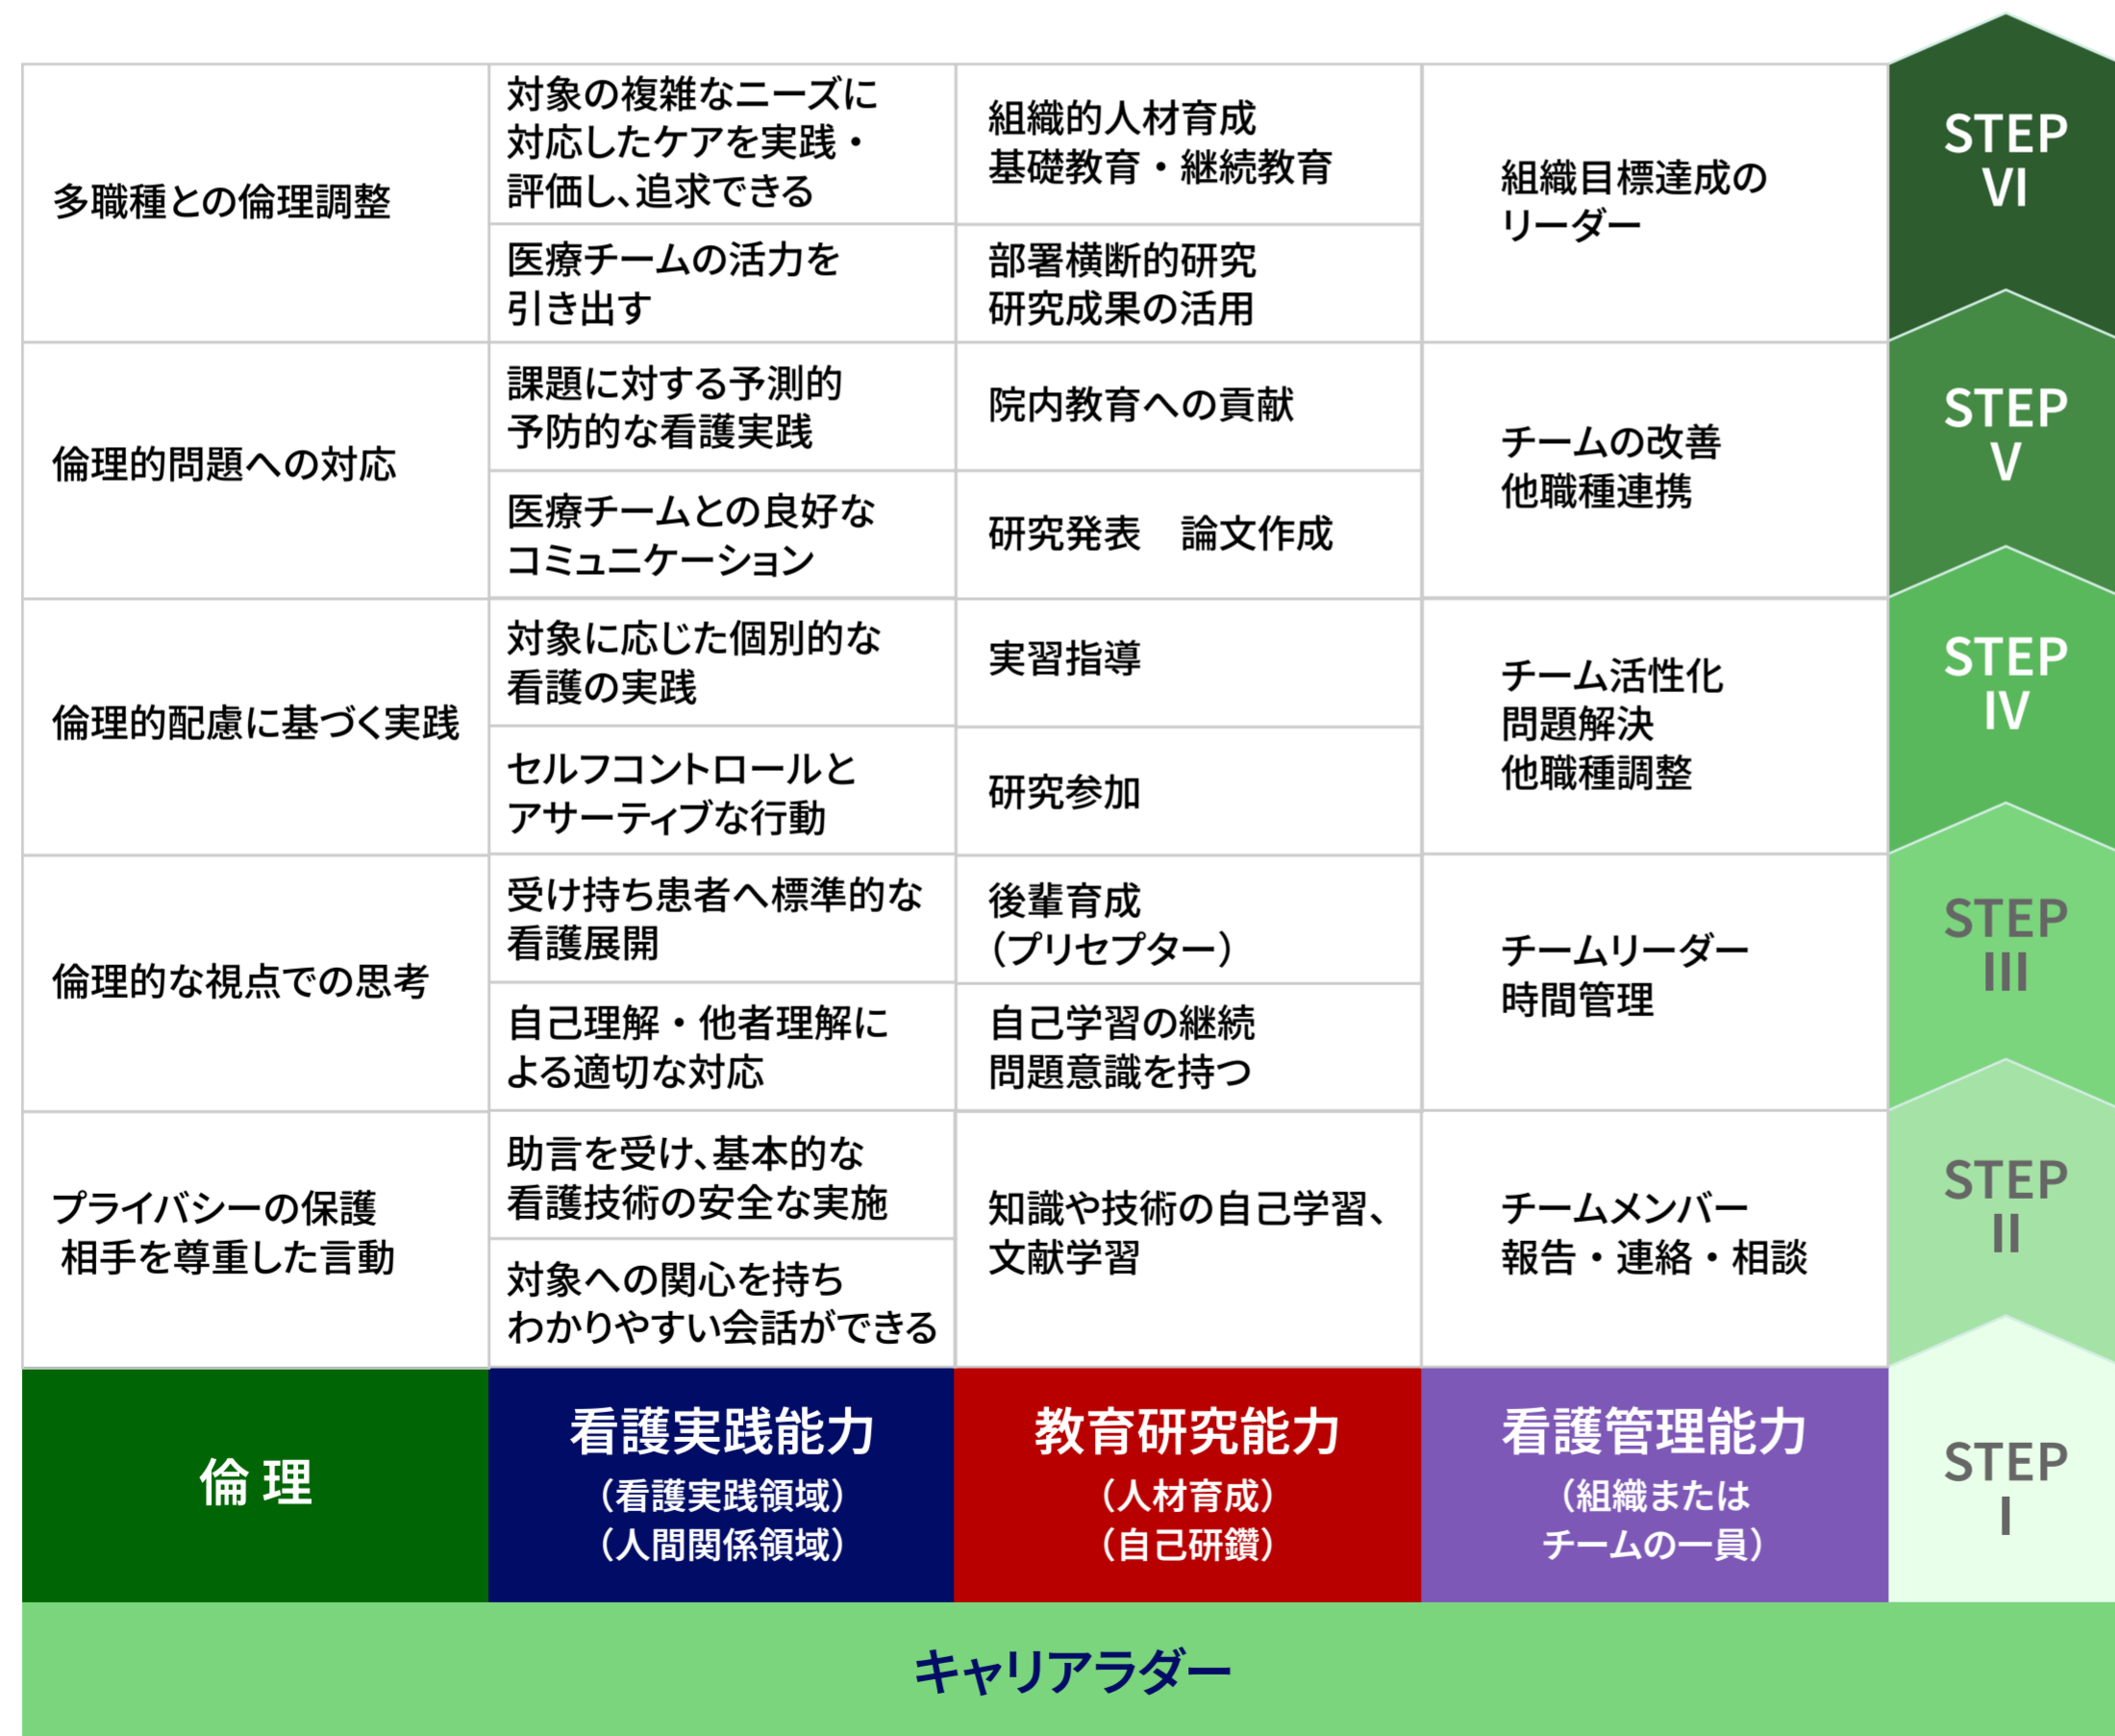 多職種との倫理調整
対象の複雑なニーズに
対応したケアを実践・
評価し、追求できる
医療チームの活力を
引き出す
組織的人材育成
基礎教育・継続教育
部署横断的研究
研究成果の活用
組織目標達成の
リーダー
STEP
VI
倫理的問題への対応
課題に対する予測的
予防的な看護実践
医療チームとの良好な
コミュニケーション
院内教育への貢献
研究発表　論文作成
チームの改善
他職種連携
STEP
V
倫理的配慮に基づく実践
対象に応じた個別的な
看護の実践
セルフコントロールと
アサーティブな行動
実習指導
研究参加
チーム活性化
問題解決
他職種調整
STEP
IV
倫理的な視点での思考
受け持ち患者へ標準的な
看護展開
自己理解・他者理解に
よる適切な対応
後輩育成
（プリセプター）
自己学習の継続
問題意識を持つ
チームリーダー
時間管理
STEP
III
プライバシーの保護
相手を尊重した言動
助言を受け、基本的な
看護技術の安全な実施
対象への関心を持ち
わかりやすい会話ができる
知識や技術の自己学習、
文献学習
チームメンバー
報告・連絡・相談
STEP
II
倫 理
看護実践能力
（看護実践領域）
（人間関係領域）
教育研究能力
（人材育成）
（自己研鑽）
看護管理能力
（組織または
チームの一員）
STEP
I
キャリアラダー